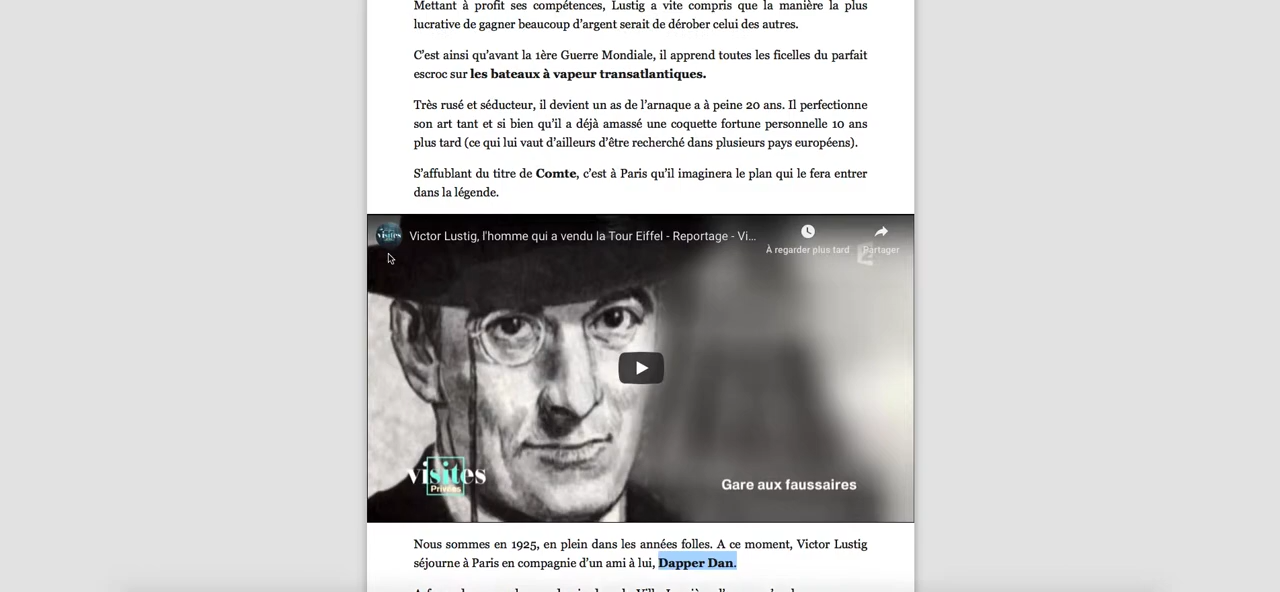 Mettant à profit ses compétences, Lustig a vite compris que la manière la plus
lucrative de gagner beaucoup d'argent serait de dérober celui des autres.
C'est ainsi qu'avant la 1ère Guerre Mondiale, il apprend toutes les ficelles du parfait
escroc sur les bateaux à vapeur transatlantiques.
Très rusé et séducteur, il devient un as de l'arnaque a à peine 20 ans. Il perfectionne
son art tant et si bien qu'il a déjà amassé une coquette fortune personnelle 10 ans
plus tard (ce qui lui vaut d'ailleurs d'être recherché dans plusieurs pays européens).
S'affublant du titre de Comte, c'est à Paris qu'il imaginera le plan qui le fera entrer
dans la légende.
visites
Victor Lustig, l'homme qui a vendu la Tour Eiffel - Reportage - Vi...
À regarder plus tard
Partager
visites
Privées
Gare aux faussaires
Nous sommes en 1925, en plein dans les années folles. A ce moment, Victor Lustig
séjourne à Paris en compagnie d'un ami à lui, Dapper Dan.